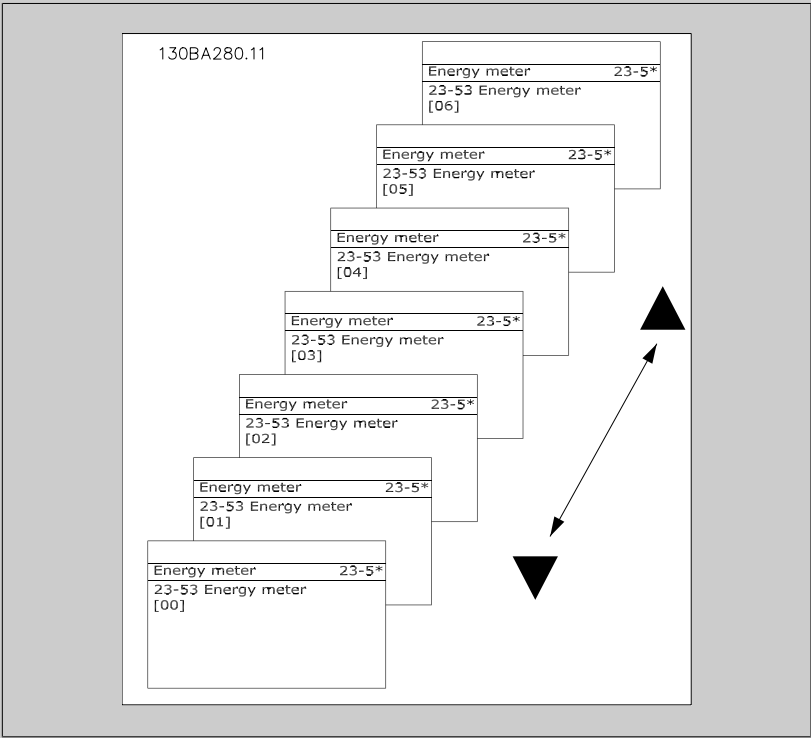 130BA280.11
Energy meter 23-5*
23-53 Energy meter
[06]
Energy meter 23-5*
23-53 Energy meter
[05]
Energy meter 23-5*
23-53 Energy meter
[04]
Energy meter 23-5*
23-53 Energy meter
[03]
Energy meter 23-5*
23-53 Energy meter
[02]
Energy meter 23-5*
23-53 Energy meter
[01]
Energy meter 23-5*
23-53 Energy meter
[00]